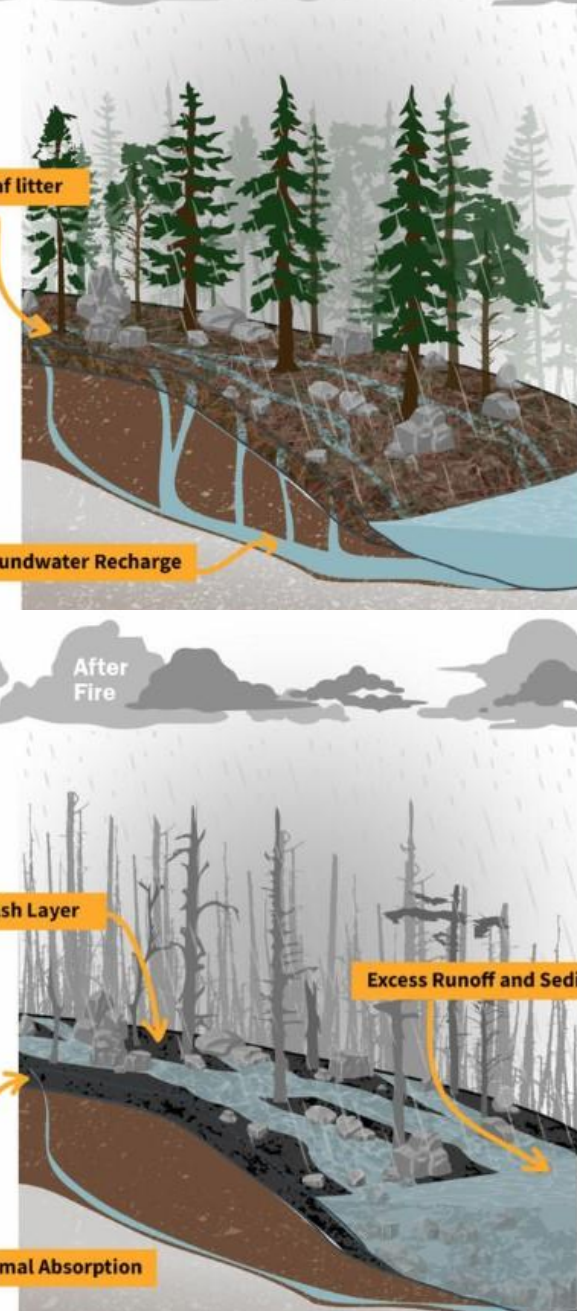 f litter
undwater Recharge
After
Fire
sh Layer
Excess Runoff and Sedi
mal Absorption